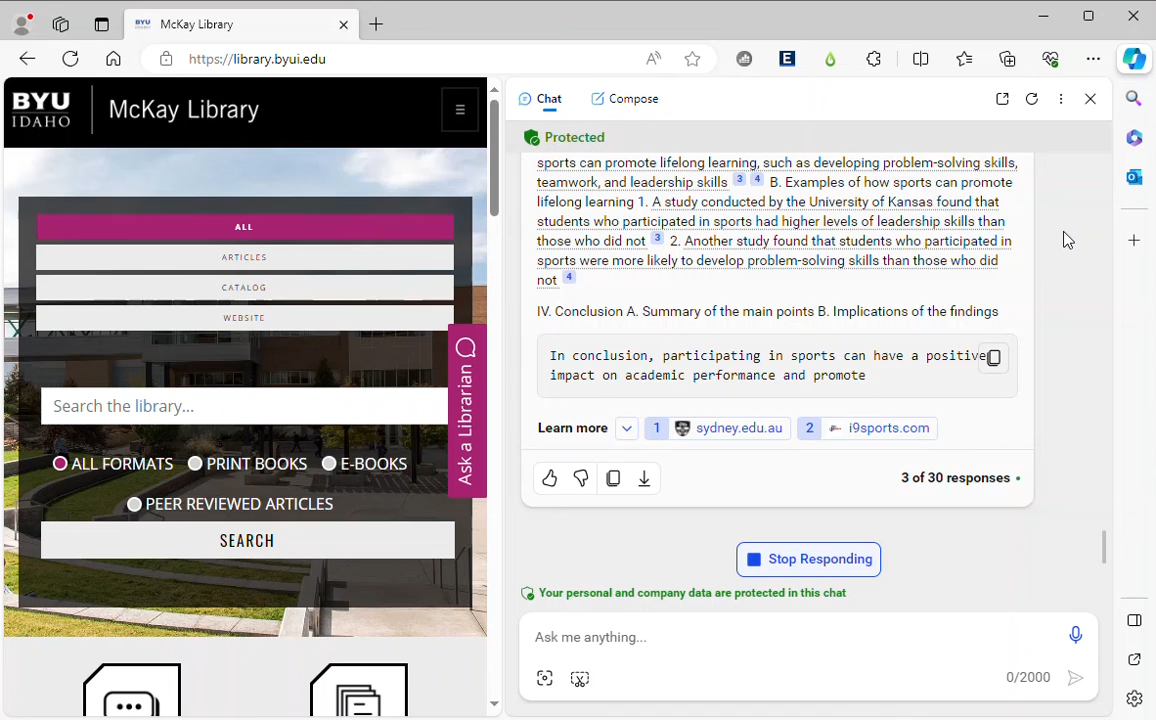 BYU McKay Library
https://library.byui.edu
BYU
IDAHO
McKay Library
ALL
ARTICLES
CATALOG
WEBSITE
Search the library...
ALL FORMATS
PRINT BOOKS
E-BOOKS
PEER REVIEWED ARTICLES
SEARCH
Ask a Librarian
Chat
Compose
Protected
sports can promote lifelong learning, such as developing problem-solving skills,
teamwork, and leadership skills 3 4 B. Examples of how sports can promote
lifelong learning 1. A study conducted by the University of Kansas found that
students who participated in sports had higher levels of leadership skills than
those who did not 3 2. Another study found that students who participated in
sports were more likely to develop problem-solving skills than those who did
not 4
IV. Conclusion A. Summary of the main points B. Implications of the findings
In conclusion, participating in sports can have a positive
impact on academic performance and promote
Learn more 1 sydney.edu.au 2 i9sports.com
3 of 30 responses
Stop Responding
Your personal and company data are protected in this chat
Ask me anything...
0/2000